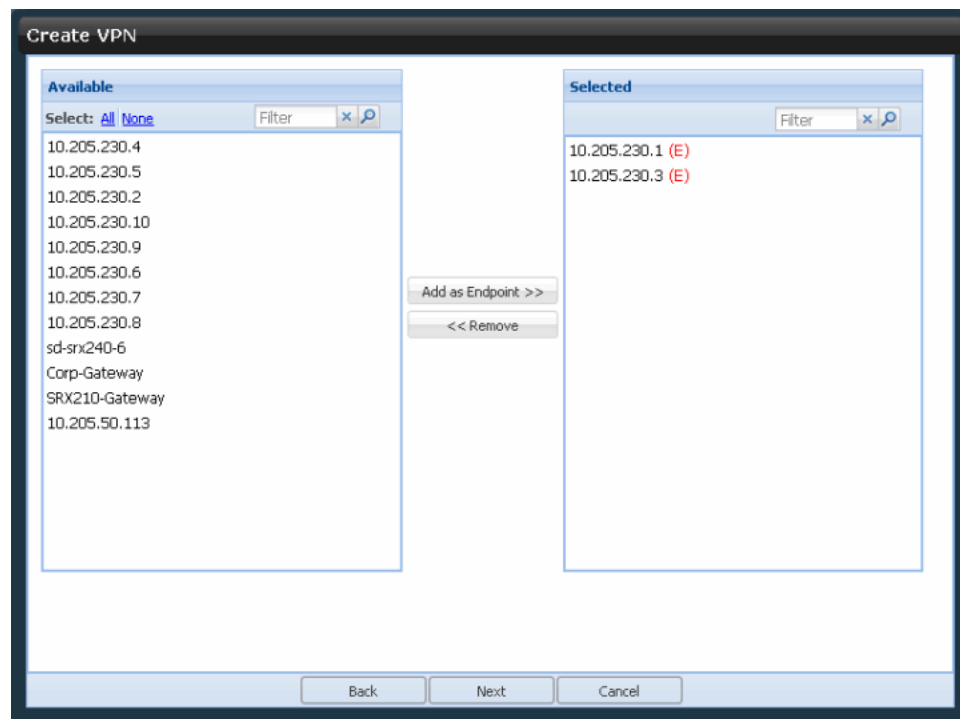 Create VPN
Available
Select: All None Filter ×
10.205.230.4
10.205.230.5
10.205.230.2
10.205.230.10
10.205.230.9
10.205.230.6
10.205.230.7
10.205.230.8
sd-srx240-6
Corp-Gateway
SRX210-Gateway
10.205.50.113
Add as Endpoint >>
<< Remove
Selected
Filter ×
10.205.230.1 (E)
10.205.230.3 (E)
Back Next Cancel